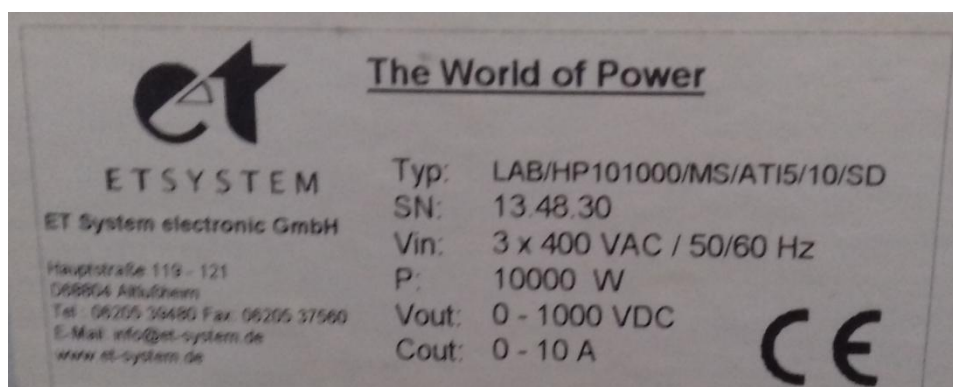 et
The World of Power
ETSYSTEM
ET System electronic GmbH
Hauptstraße 119 - 121
D68804 Altlußheim
Tel.: 06205 39480 Fax: 06205 37560
E-Mail: info@et-system.de
www.et-system.de
Typ: LAB/HP101000/MS/ATI5/10/SD
SN: 13.48.30
Vin: 3 x 400 VAC / 50/60 Hz
P: 10000 W
Vout: 0 - 1000 VDC
Cout: 0 - 10 A
CE